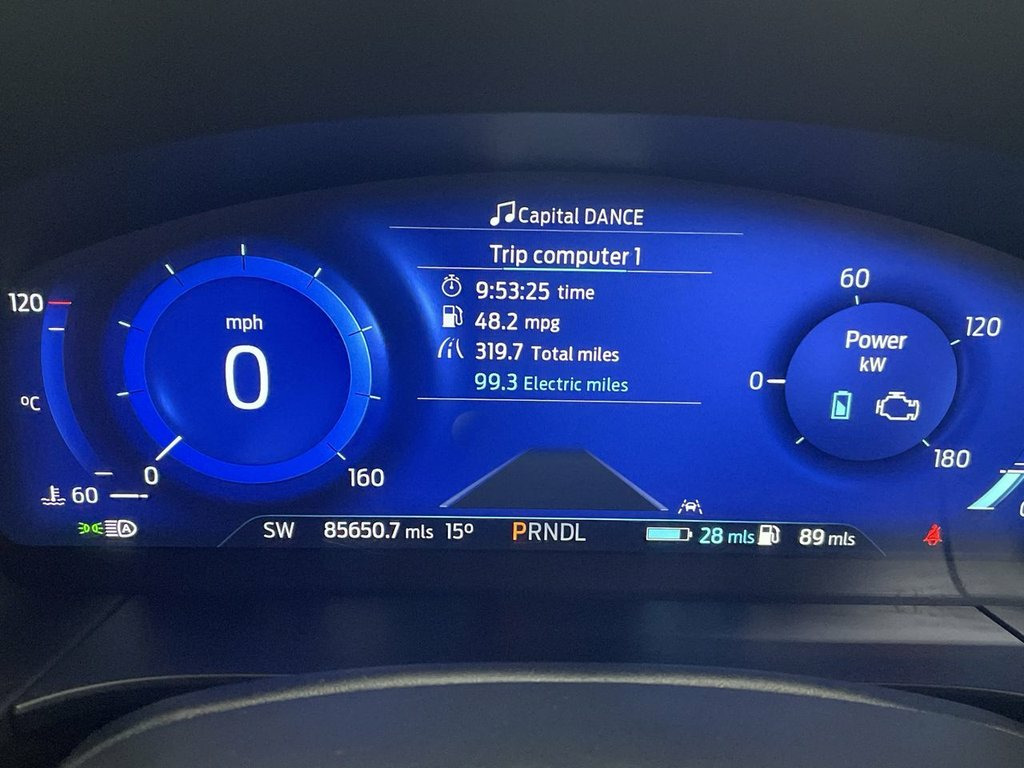 Capital DANCE
Trip computer 1
9:53:25 time
48.2 mpg
319.7 Total miles
99.3 Electric miles
120
°C
60
mph
0
0
160
60
120
0
Power
kW
180
A
SW 85650.7 mls 15° PRNDL 28 mls 89 mls